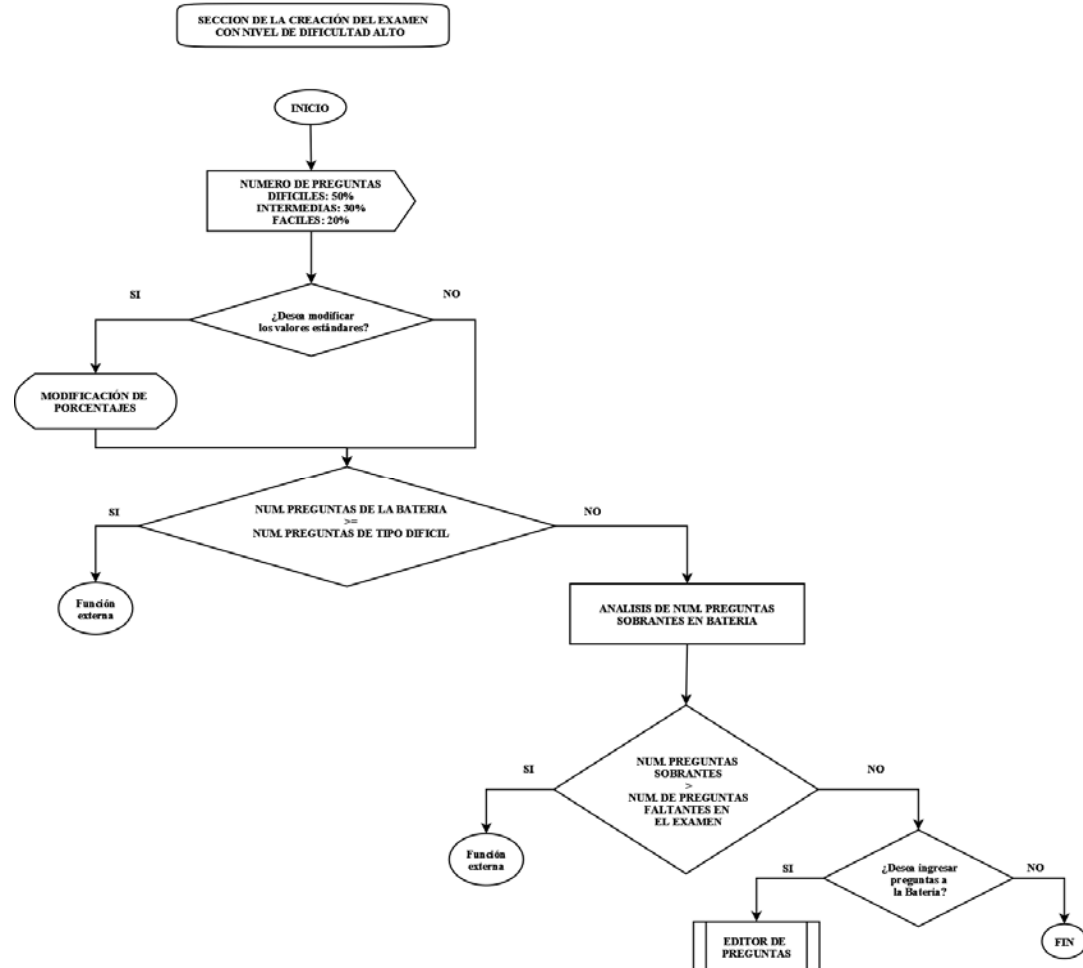 SECCION DE LA CREACIÓN DEL EXAMEN
CON NIVEL DE DIFICULTAD ALTO
INICIO
NUMERO DE PREGUNTAS
DIFICILES: 50%
INTERMEDIAS: 30%
FACILES: 20%
SI
NO
¿Desea modificar
los valores estándares?
MODIFICACIÓN DE
PORCENTAJES
SI
NUM. PREGUNTAS DE LA BATERIA
>=
NUM. PREGUNTAS DE TIPO DIFICIL
NO
Función
externa
ANALISIS DE NUM. PREGUNTAS
SOBRANTES EN BATERIA
SI
NUM. PREGUNTAS
SOBRANTES
>
NUM. DE PREGUNTAS
FALTANTES EN
EL EXAMEN
NO
Función
externa
SI
¿Desea ingresar
preguntas a
la Batería?
NO
EDITOR DE
PREGUNTAS
FIN